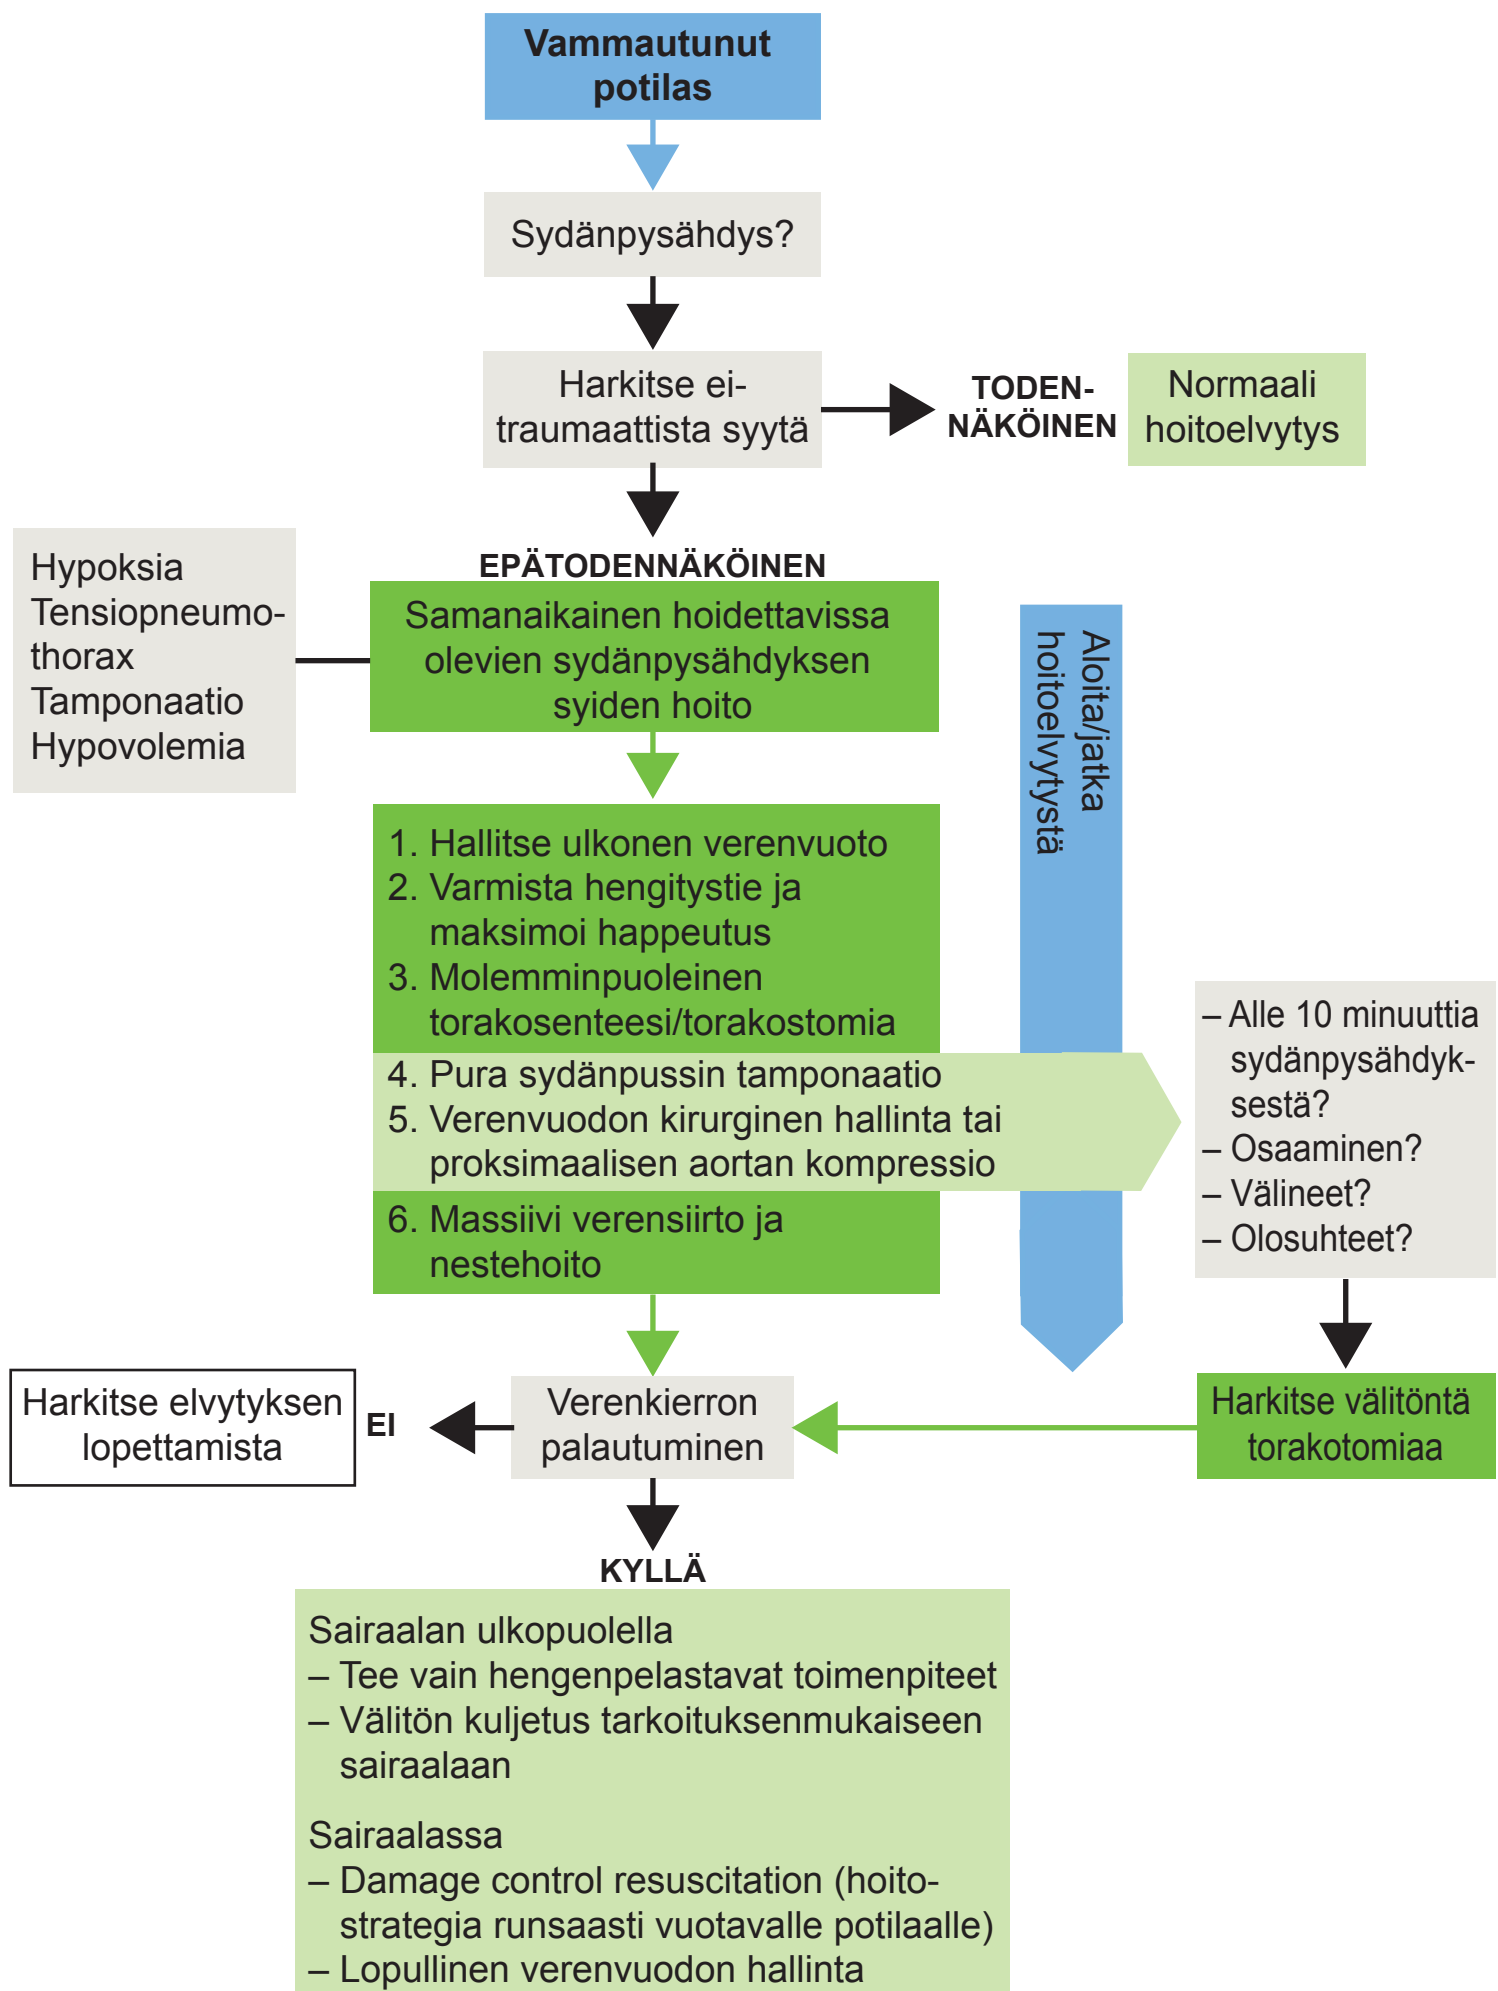 Vammautunut
potilas
Sydänpysähdys?
Harkitse ei-
traumaattista syytä
TODEN-
NÄKÖINEN
Normaali
hoitoelvytys
EPÄTODENNÄKÖINEN
Hypoksia
Tensiopneumo-
thorax
Tamponaatio
Hypovolemia
Samanaikainen hoidettavissa
olevien sydänpysähdyksen
syiden hoito
Aloita/jatka
hoitoelvytystä
1. Hallitse ulkonen verenvuoto
2. Varmista hengitystie ja
maksimoi happeutus
3. Molemminpuoleinen
torakosenteesi/torakostomia
4. Pura sydänpussin tamponaatio
5. Verenvuodon kirurginen hallinta tai
proksimaalisen aortan kompressio
6. Massiivi verensiirto ja
nestehoito
– Alle 10 minuuttia
sydänpysähdyk-
sestä?
– Osaaminen?
– Välineet?
– Olosuhteet?
Harkitse välitöntä
torakotomiaa
Verenkierron
palautuminen
EI
Harkitse elvytyksen
lopettamista
KYLLÄ
Sairaalan ulkopuolella
– Tee vain hengenpelastavat toimenpiteet
– Välitön kuljetus tarkoituksenmukaiseen
sairaalaan
Sairaalassa
– Damage control resuscitation (hoito-
strategia runsaasti vuotavalle potilaalle)
– Lopullinen verenvuodon hallinta